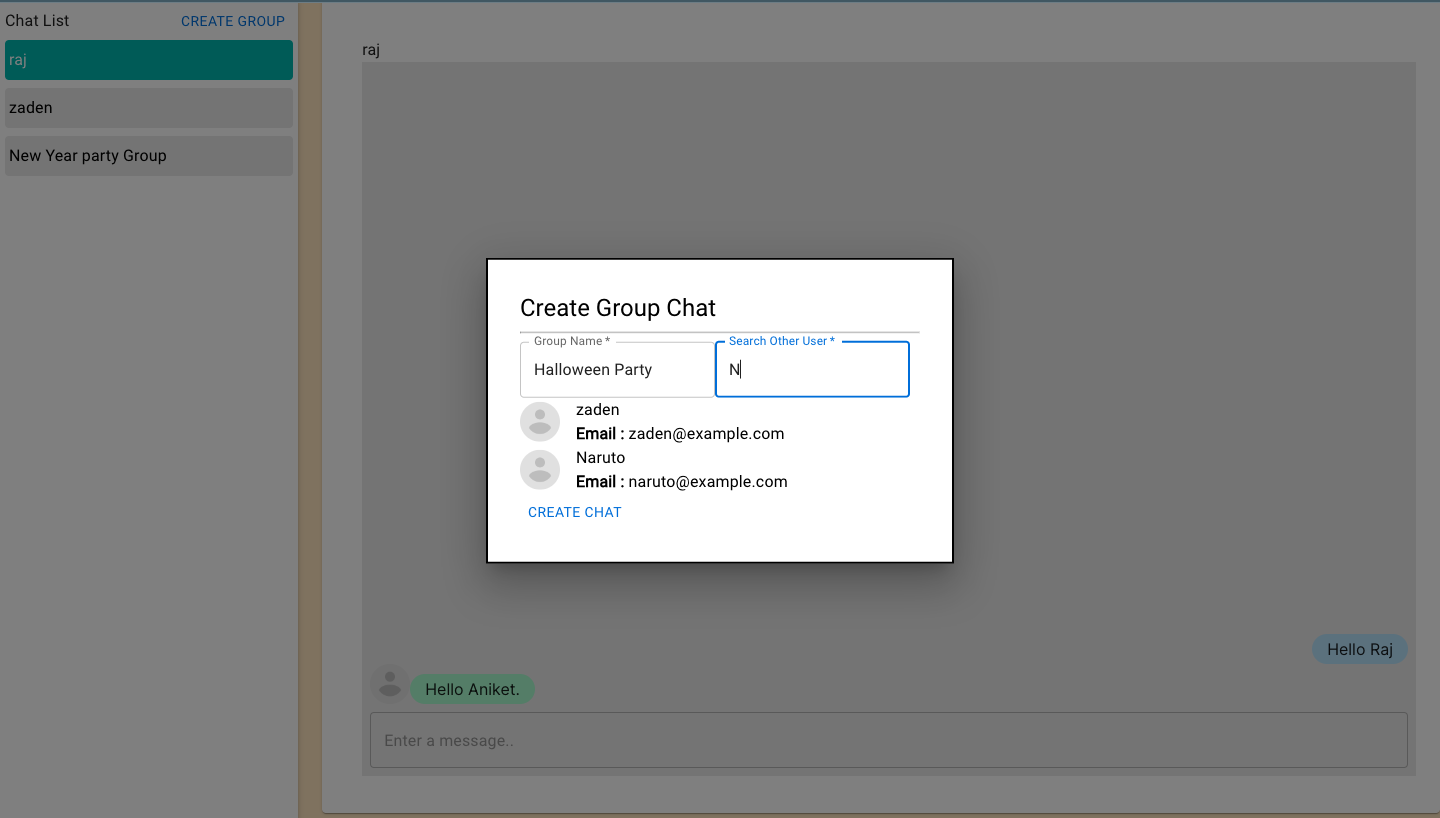 Chat List
CREATE GROUP
raj
zaden
New Year party Group
raj
Create Group Chat
Group Name *
Halloween Party
Search Other User *
N
zaden
Email : zaden@example.com
Naruto
Email : naruto@example.com
CREATE CHAT
Hello Raj
Hello Aniket.
Enter a message..